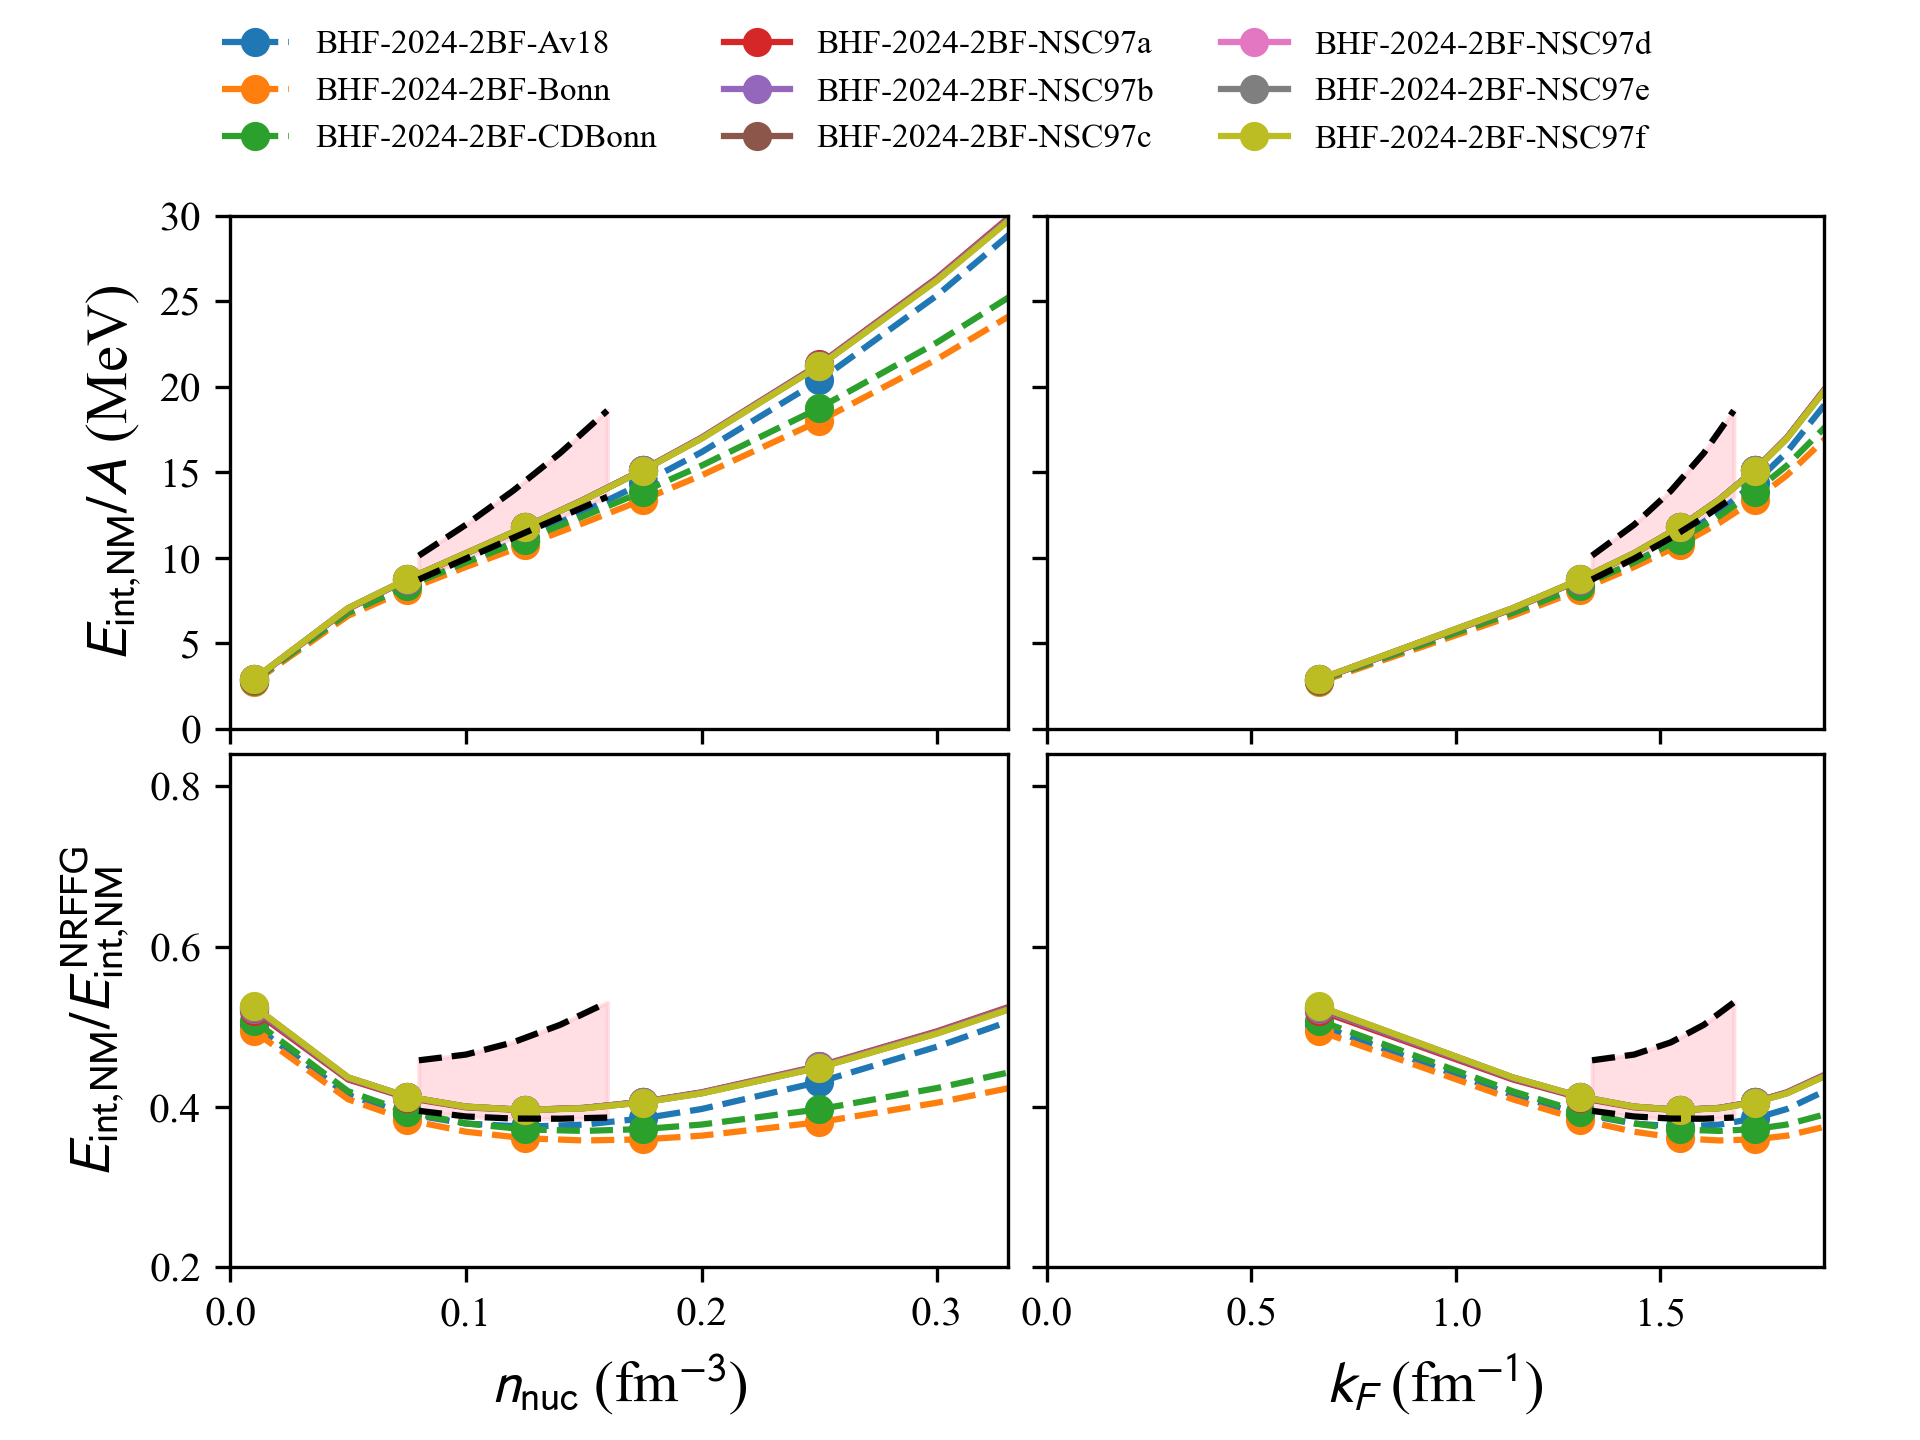 BHF-2024-2BF-Av18
BHF-2024-2BF-Bonn
BHF-2024-2BF-CDBonn
BHF-2024-2BF-NSC97a
BHF-2024-2BF-NSC97b
BHF-2024-2BF-NSC97c
BHF-2024-2BF-NSC97d
BHF-2024-2BF-NSC97e
BHF-2024-2BF-NSC97f
E_int,NM/A (MeV)
30
25
20
15
10
5
0
E_int,NM/E_int,NM^NRFFG
0.8
0.6
0.4
0.2
0.0 0.1 0.2 0.3
0.0 0.5 1.0 1.5
n_nuc (fm⁻³)
k_F (fm⁻¹)